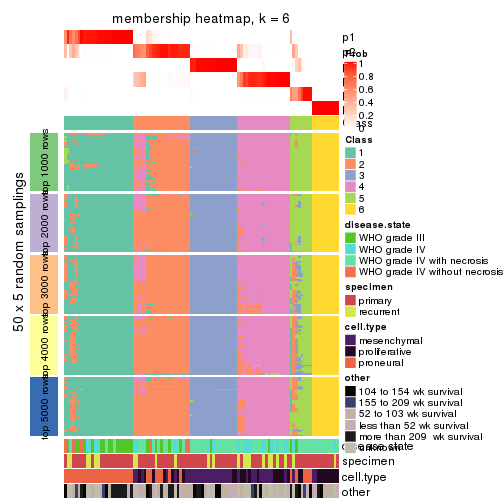 membership heatmap, k = 6
p1
p2
Prob
1
0.8
0.6
0.4
0.2
0
Class
1
2
3
4
5
6
50 x 5 random samplings
top 1000 rows
top 2000 rows
top 3000 rows
top 4000 rows
top 5000 rows
disease.state
WHO grade III
WHO grade IV
WHO grade IV with necrosis
WHO grade IV without necrosis
specimen
primary
recurrent
cell.type
mesenchymal
proliferative
proneural
other
104 to 154 wk survival
155 to 209 wk survival
52 to 103 wk survival
less than 52 wk survival
more than 209  wk survival
unknown
disease.state
specimen
cell.type
other